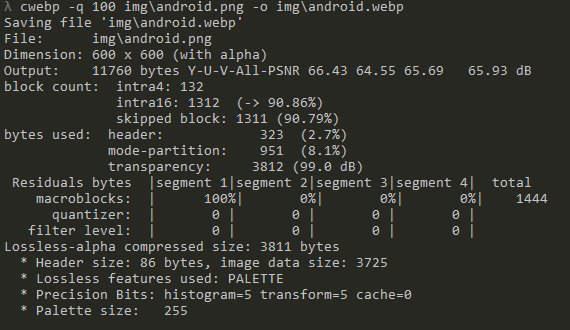 λ cwebp -q 100 img\android.png -o img\android.webp
Saving file 'img\android.webp'
File:      img\android.png
Dimension: 600 x 600 (with alpha)
Output:    11760 bytes Y-U-V-All-PSNR 66.43 64.55 65.69   65.93 dB
block count:  intra4: 132
              intra16: 1312  (-> 90.86%)
              skipped block: 1311 (90.79%)
bytes used:  header:            323  (2.7%)
             mode-partition:    951  (8.1%)
             transparency:     3812 (99.0 dB)
 Residuals bytes  |segment 1|segment 2|segment 3|segment 4|  total
    macroblocks:  |     100%|       0%|       0%|       0%|    1444
      quantizer:  |       0 |       0 |       0 |       0 |
   filter level:  |       0 |       0 |       0 |       0 |
Lossless-alpha compressed size: 3811 bytes
  * Header size: 86 bytes, image data size: 3725
  * Lossless features used: PALETTE
  * Precision Bits: histogram=5 transform=5 cache=0
  * Palette size:   255